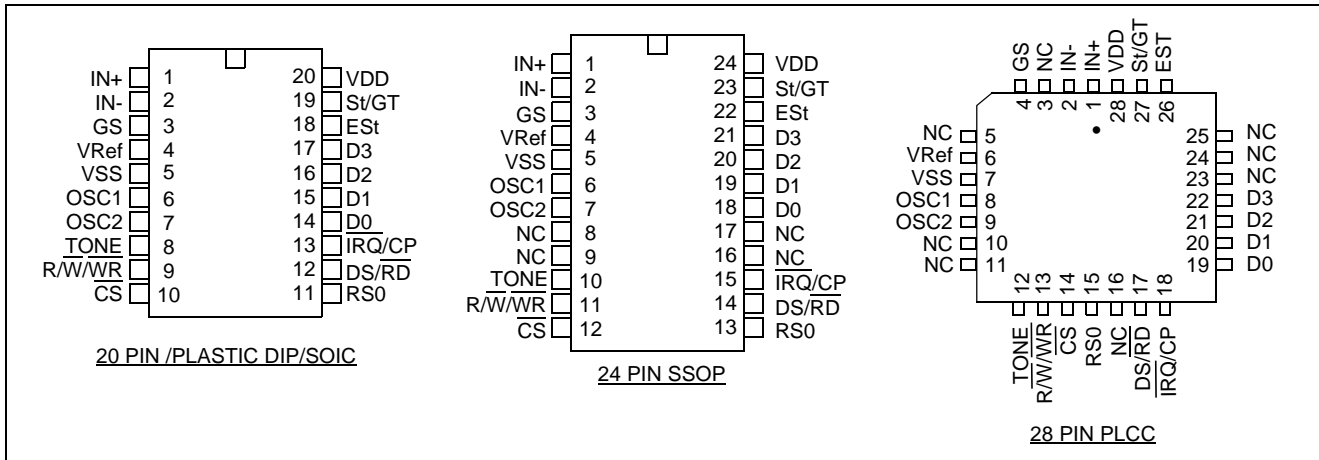 IN+ 1 20 VDD
IN- 2 19 St/GT
GS 3 18 ESt
VRef 4 17 D3
VSS 5 16 D2
OSC1 6 15 D1
OSC2 7 14 D0
TONE 8 13 IRQ/CP
R/W/WR 9 12 DS/RD
CS 10 11 RS0
20 PIN /PLASTIC DIP/SOIC
IN+ 1 24 VDD
IN- 2 23 St/GT
GS 3 22 ESt
VRef 4 21 D3
VSS 5 20 D2
OSC1 6 19 D1
OSC2 7 18 D0
NC 8 17 NC
NC 9 16 NC
TONE 10 15 IRQ/CP
R/W/WR 11 14 DS/RD
CS 12 13 RS0
24 PIN SSOP
GS NC IN- IN+ VDD St/GT EST
4 3 2 1 28 27 26
NC 5 25 NC
VRef 6 24 NC
VSS 7 23 NC
OSC1 8 22 D3
OSC2 9 21 D2
NC 10 20 D1
NC 11 19 D0
12 13 14 15 16 17 18
TONE R/W/WR CS RS0 NC DS/RD IRQ/CP
28 PIN PLCC